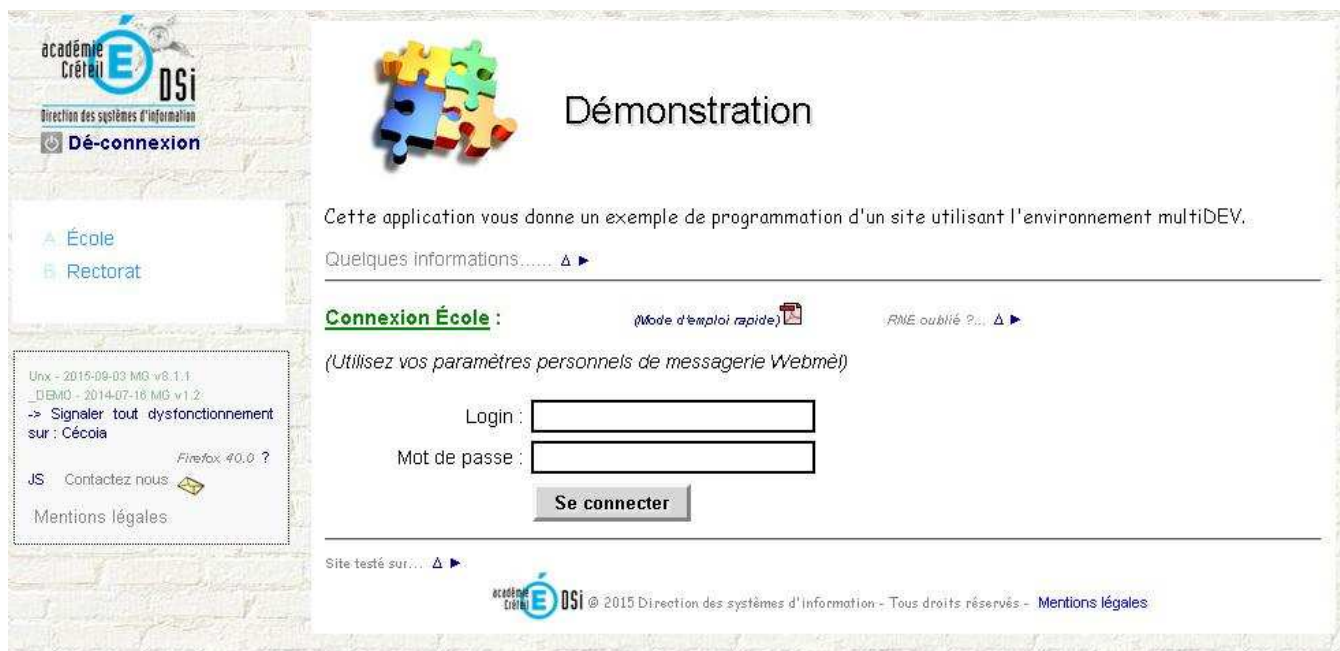 académie
Créteil
É
DSi
Direction des systèmes d'information
Dé-connexion
A École
B Rectorat
Unx - 2015-09-03 MG v8.1.1
_DEMO - 2014-07-16 MG v1.2
-> Signaler tout dysfonctionnement
sur : Cécoia
Firefox 40.0 ?
JS Contactez nous
Mentions légales
Démonstration
Cette application vous donne un exemple de programmation d'un site utilisant l'environnement multiDEV.
Quelques informations...... Δ ►
Connexion École : (Mode d'emploi rapide) RNE oublié ?... Δ ►
(Utilisez vos paramètres personnels de messagerie Webmèl)
Login :
Mot de passe :
Se connecter
Site testé sur... Δ ►
académie
Créteil
É DSi © 2015 Direction des systèmes d'information - Tous droits réservés - Mentions légales